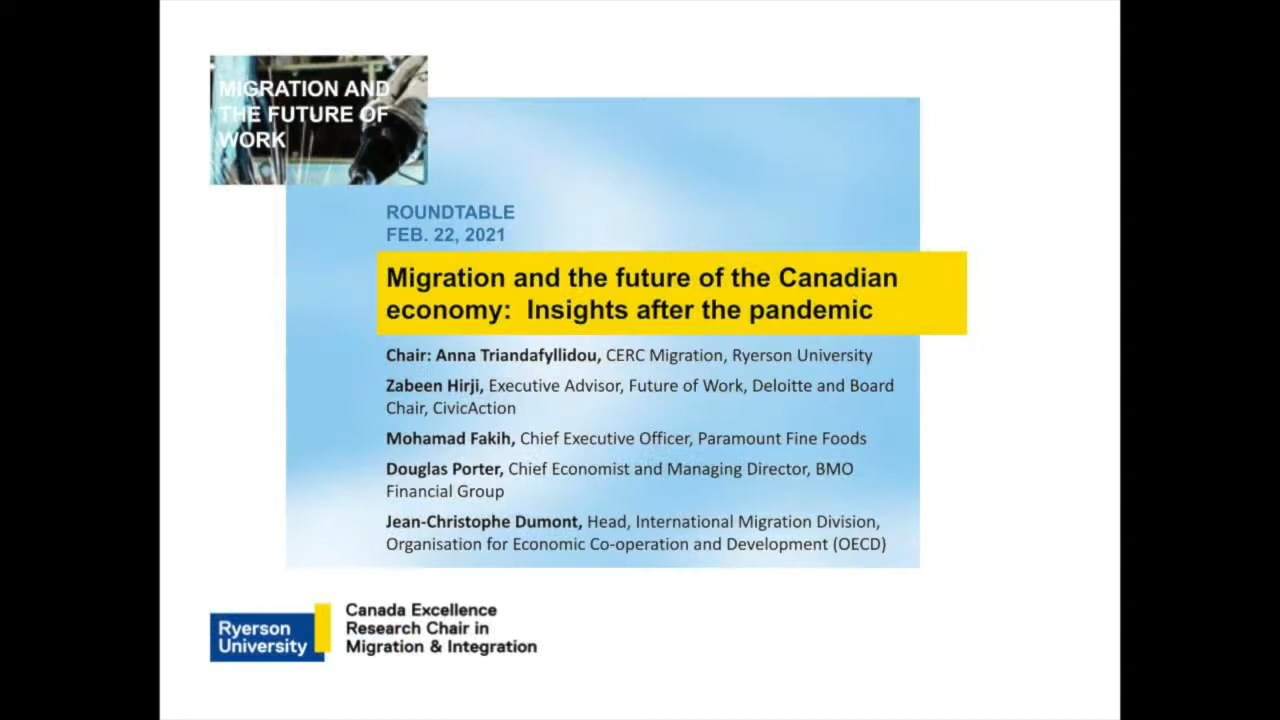 MIGRATION AND
THE FUTURE OF
WORK
ROUNDTABLE
FEB. 22, 2021
Migration and the future of the Canadian
economy:  Insights after the pandemic
Chair: Anna Triandafyllidou, CERC Migration, Ryerson University
Zabeen Hirji, Executive Advisor, Future of Work, Deloitte and Board
Chair, CivicAction
Mohamad Fakih, Chief Executive Officer, Paramount Fine Foods
Douglas Porter, Chief Economist and Managing Director, BMO
Financial Group
Jean-Christophe Dumont, Head, International Migration Division,
Organisation for Economic Co-operation and Development (OECD)
Ryerson
University
Canada Excellence
Research Chair in
Migration & Integration